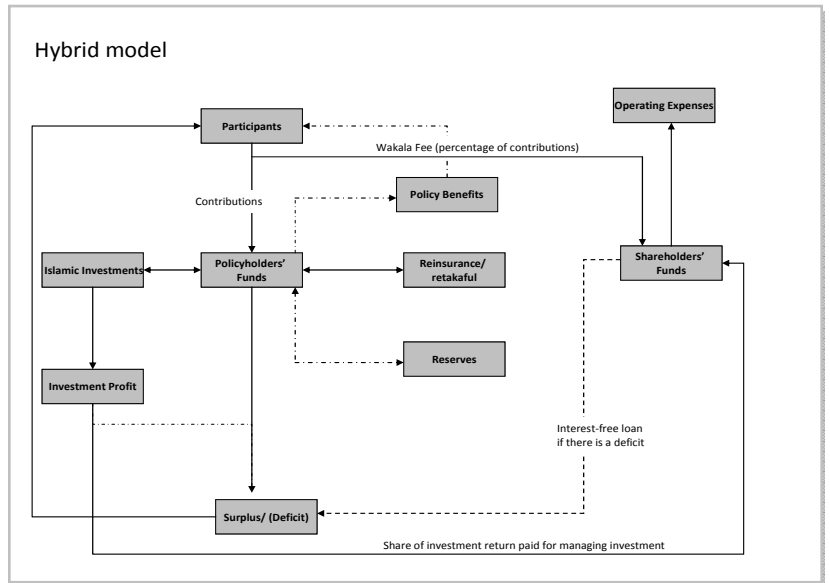 Hybrid model
Operating Expenses
Participants
Wakala Fee (percentage of contributions)
Policy Benefits
Contributions
Islamic Investments
Policyholders'
Funds
Reinsurance/
retakaful
Shareholders'
Funds
Reserves
Investment Profit
Interest-free loan
if there is a deficit
Surplus/ (Deficit)
Share of investment return paid for managing investment